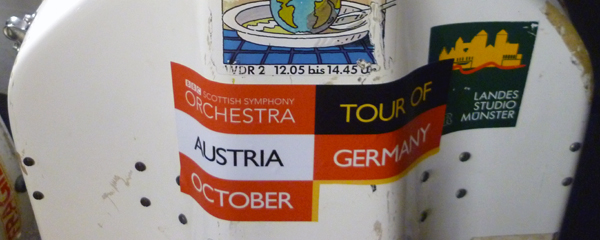 WDR 2 12.05 bis 14.45
BBC SCOTTISH SYMPHONY
ORCHESTRA
TOUR OF
AUSTRIA
GERMANY
OCTOBER
LANDES
STUDIO
MÜNSTER